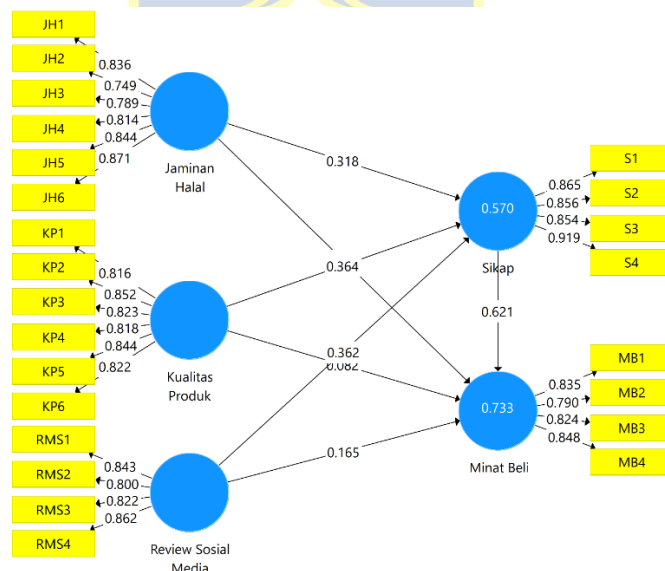 JH1
JH2
JH3
JH4
JH5
JH6
0.836
0.749
0.789
0.814
0.844
0.871
Jaminan
Halal
KP1
KP2
KP3
KP4
KP5
KP6
0.816
0.852
0.823
0.818
0.844
0.822
Kualitas
Produk
RMS1
RMS2
RMS3
RMS4
0.843
0.800
0.822
0.862
Review Sosial
Media
0.318
0.364
0.362
0.082
0.165
0.570
Sikap
0.621
0.733
Minat Beli
0.865
0.856
0.854
0.919
S1
S2
S3
S4
0.835
0.790
0.824
0.848
MB1
MB2
MB3
MB4